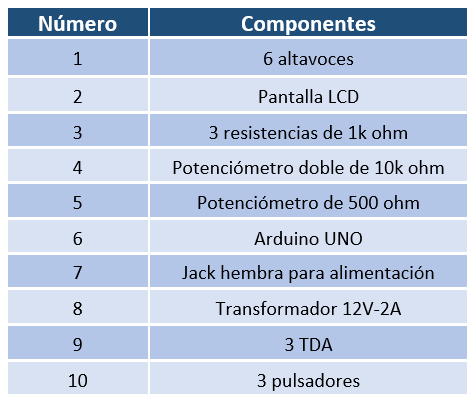 Número Componentes
1 6 altavoces
2 Pantalla LCD
3 3 resistencias de 1k ohm
4 Potenciómetro doble de 10k ohm
5 Potenciómetro de 500 ohm
6 Arduino UNO
7 Jack hembra para alimentación
8 Transformador 12V-2A
9 3 TDA
10 3 pulsadores